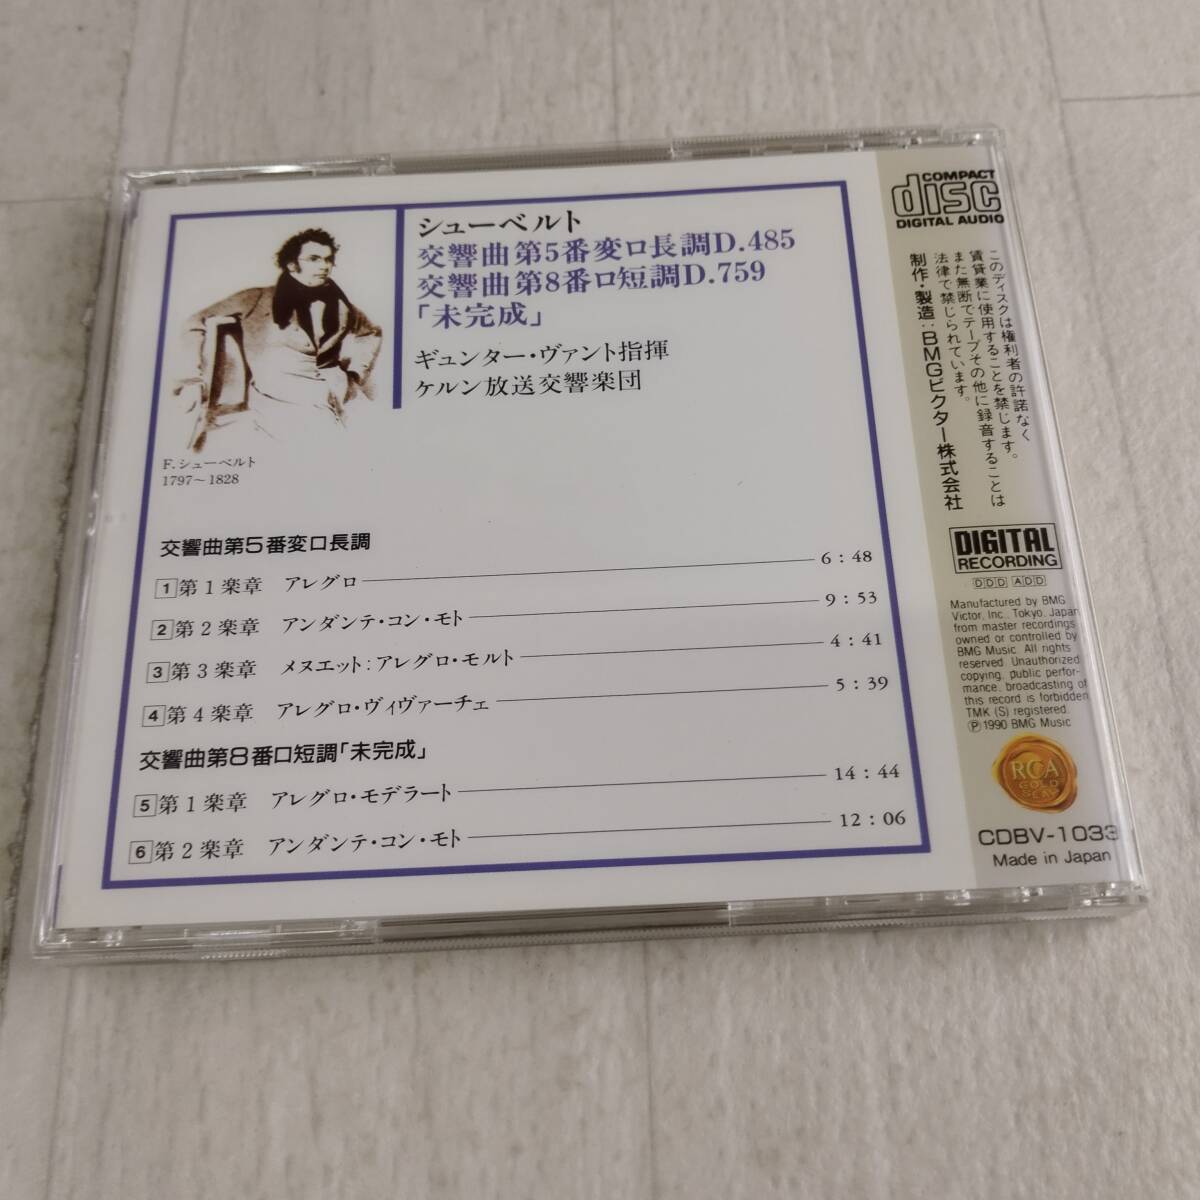 シューベルト
交響曲第5番変ロ長調D.485
交響曲第8番ロ短調D.759
「未完成」
ギュンター・ヴァント指揮
ケルン放送交響楽団
F.シューベルト
1797〜1828
交響曲第5番変ロ長調
1 第1楽章 アレグロ 6:48
2 第2楽章 アンダンテ・コン・モト 9:53
3 第3楽章 メヌエット:アレグロ・モルト 4:41
4 第4楽章 アレグロ・ヴィヴァーチェ 5:39
交響曲第8番ロ短調「未完成」
5 第1楽章 アレグロ・モデラート 14:44
6 第2楽章 アンダンテ・コン・モト 12:06
COMPACT
disc
DIGITAL AUDIO
このディスクは権利者の許諾なく
賃貸業に使用することを禁じます。
また無断でテープその他に録音することは
法律で禁じられています。
制作・製造:BMGビクター株式会社
DIGITAL
RECORDING
DDD ADD
Manufactured by BMG
Victor, Inc., Tokyo, Japan
from master recordings
owned or controlled by
BMG Music. All rights
reserved. Unauthorized
copying, public perfor-
mance, broadcasting of
this record is forbidden
TMK (S) registered.
Ⓟ1990 BMG Music
RCA
GOLD
SEAL
CDBV-1033
Made in Japan